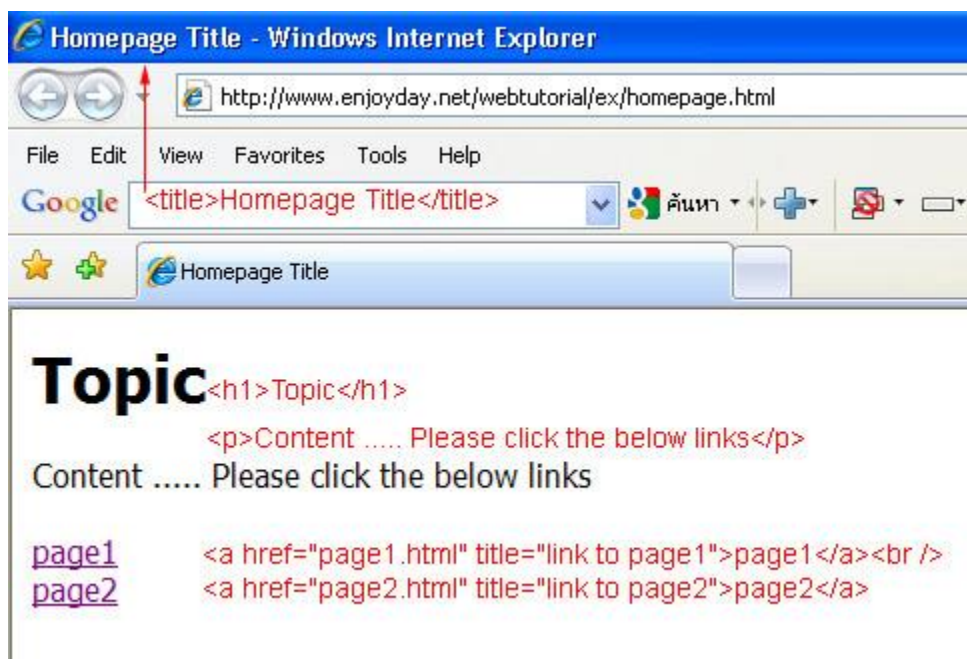 Homepage Title - Windows Internet Explorer
http://www.enjoyday.net/webtutorial/ex/homepage.html
File Edit View Favorites Tools Help
Google <title>Homepage Title</title> ค้นหา
Homepage Title
Topic <h1>Topic</h1>
<p>Content ..... Please click the below links</p>
Content ..... Please click the below links
page1 <a href="page1.html" title="link to page1">page1</a><br />
page2 <a href="page2.html" title="link to page2">page2</a>